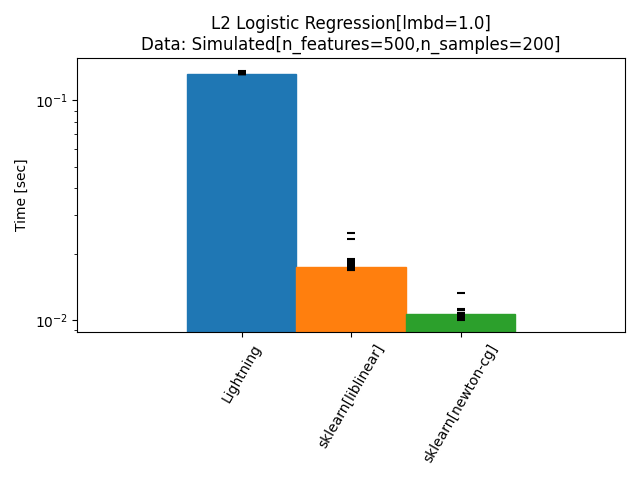 L2 Logistic Regression[lmbd=1.0]
Data: Simulated[n_features=500,n_samples=200]
Time [sec]
10⁻¹
10⁻²
Lightning
sklearn[liblinear]
sklearn[newton-cg]